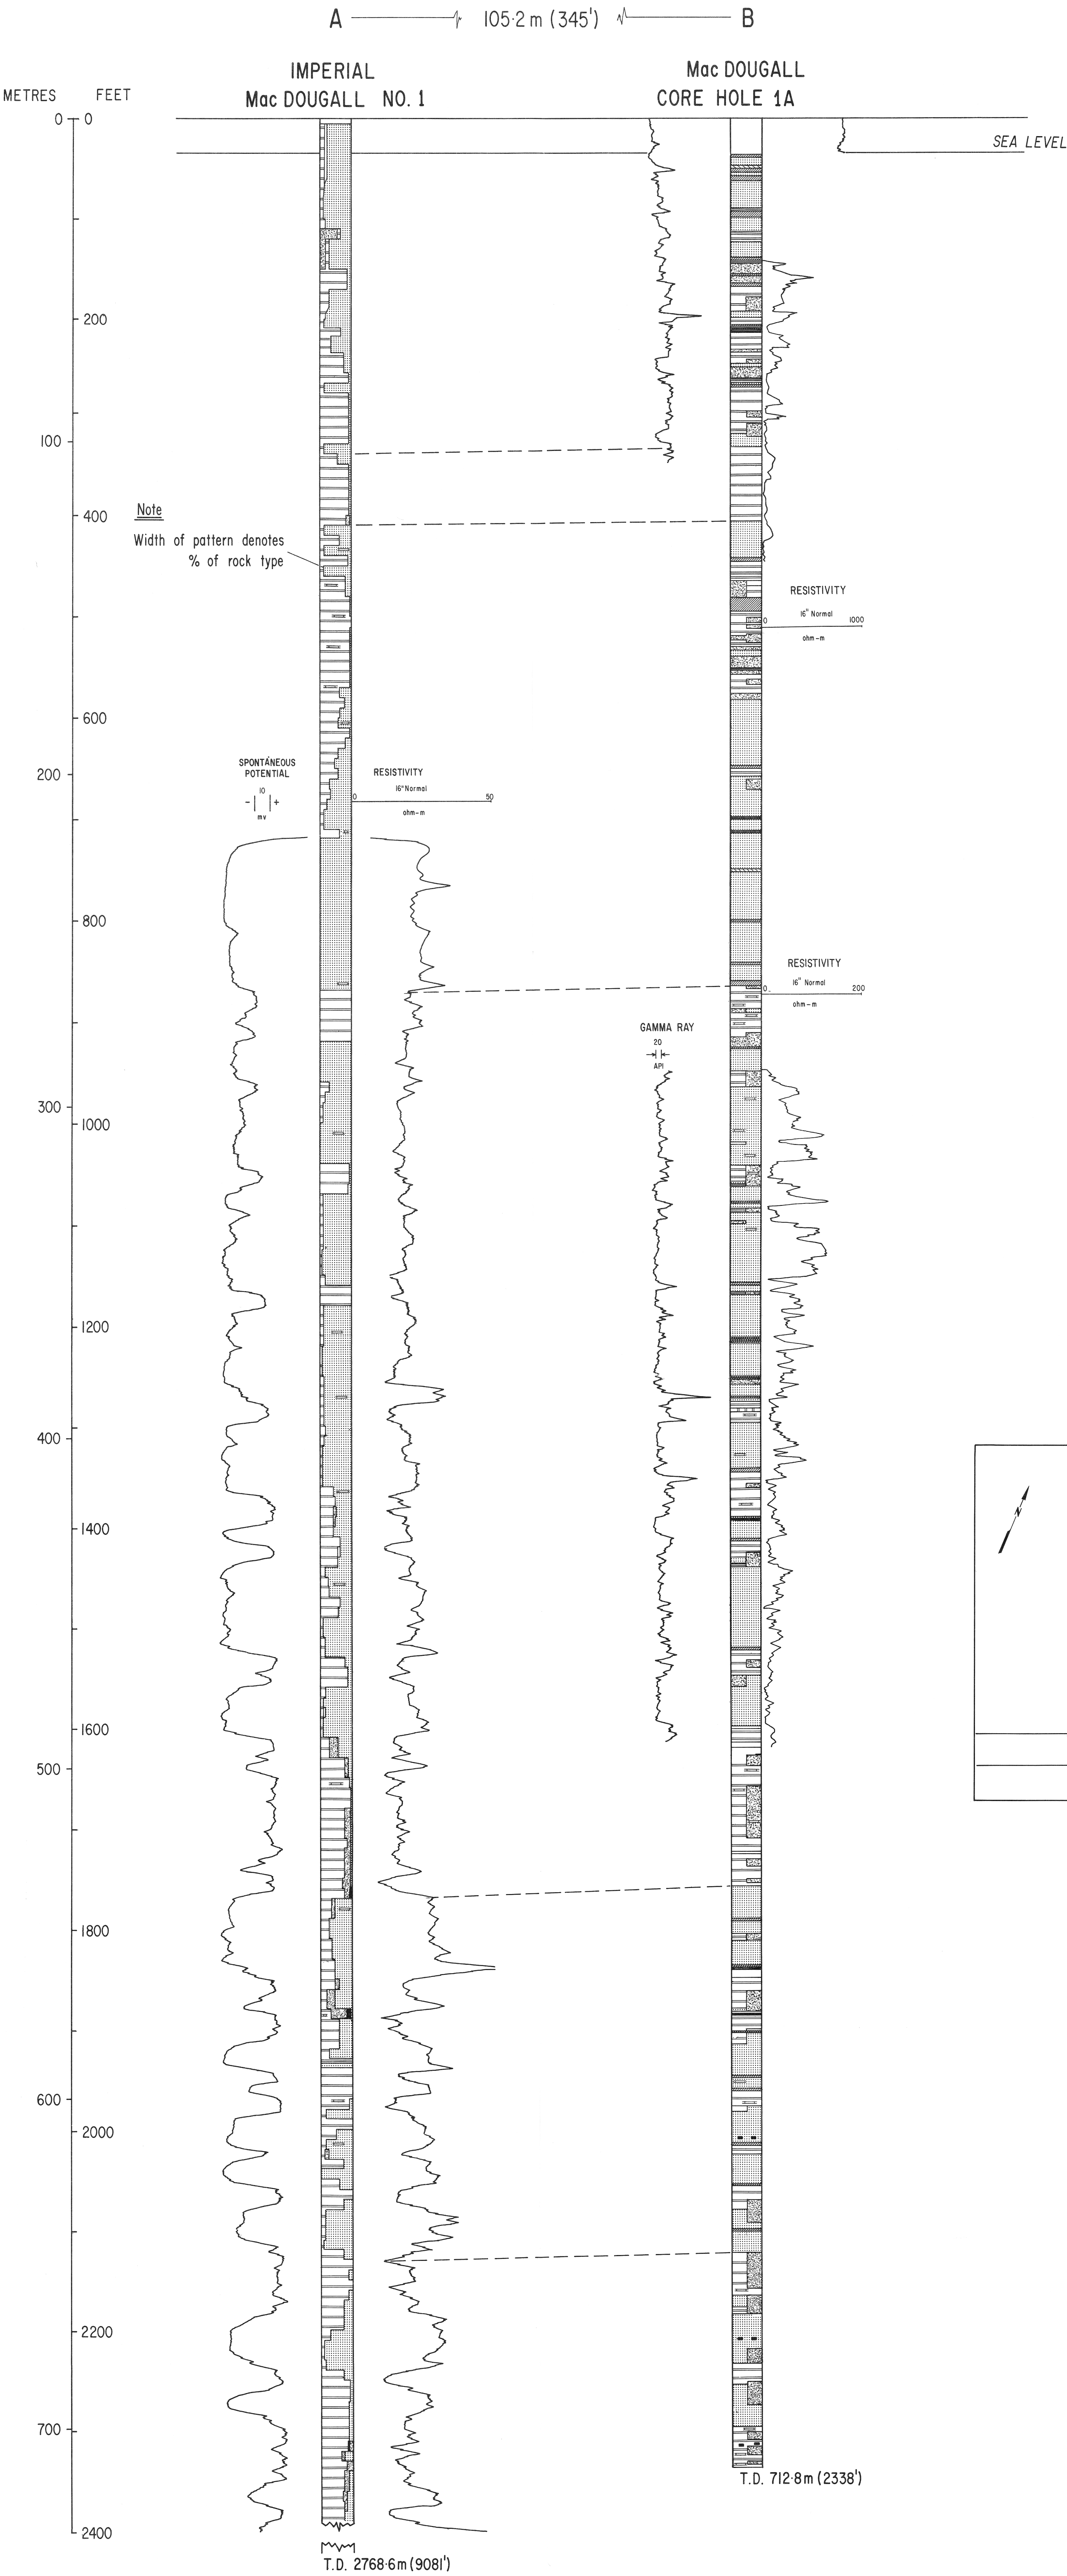 A 105·2 m (345') B
IMPERIAL
Mac DOUGALL NO. 1
Mac DOUGALL
CORE HOLE 1A
METRES FEET
0 0
SEA LEVEL
200
100
400
Note
Width of pattern denotes
% of rock type
RESISTIVITY
16" Normal
0 1000
ohm-m
600
200
SPONTANEOUS
POTENTIAL
10
- +
mv
RESISTIVITY
16" Normal
0 50
ohm-m
800
RESISTIVITY
16" Normal
0 200
ohm-m
GAMMA RAY
20
API
300
1000
1200
400
1400
N
1600
500
1800
600
2000
2200
700
T.D. 712·8m (2338')
2400
T.D. 2768·6m (9081')